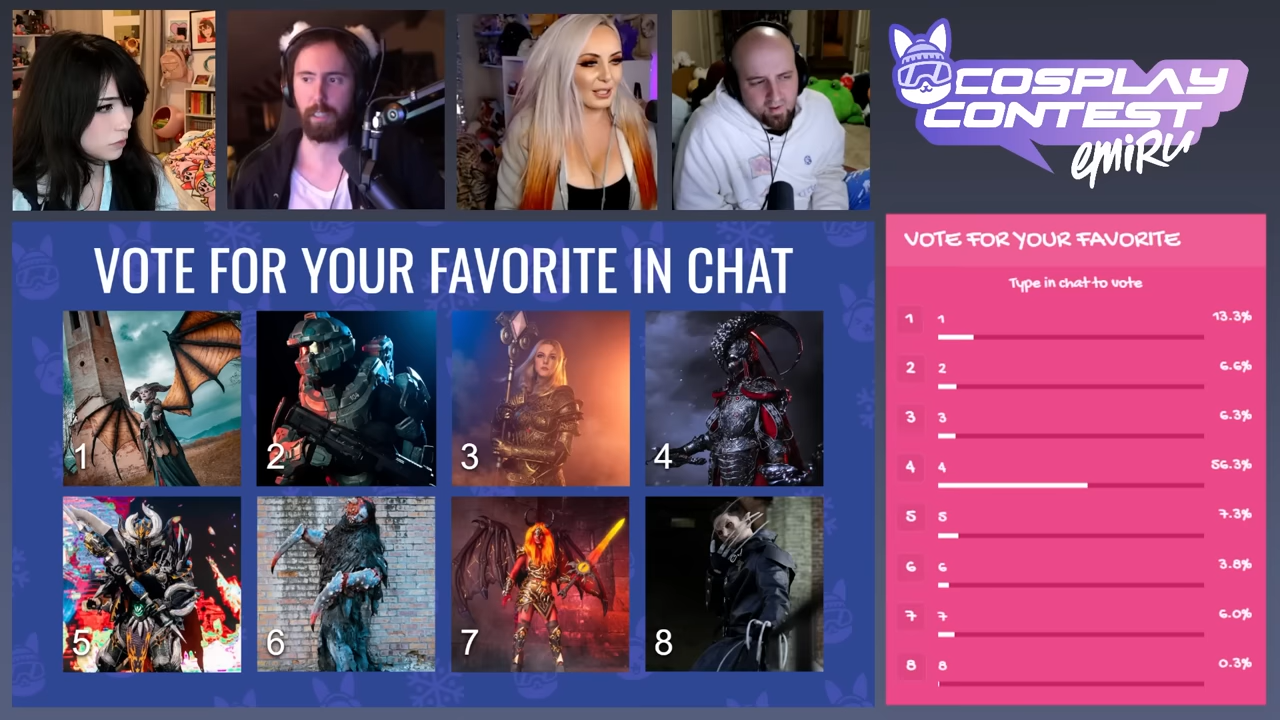 COSPLAY
CONTEST
emiru
VOTE FOR YOUR FAVORITE IN CHAT
1
2
3
4
5
6
7
8
VOTE FOR YOUR FAVORITE
Type in chat to vote
1 1 13.3%
2 2 6.6%
3 3 6.3%
4 4 56.3%
5 5 7.3%
6 6 3.8%
7 7 6.0%
8 8 0.3%